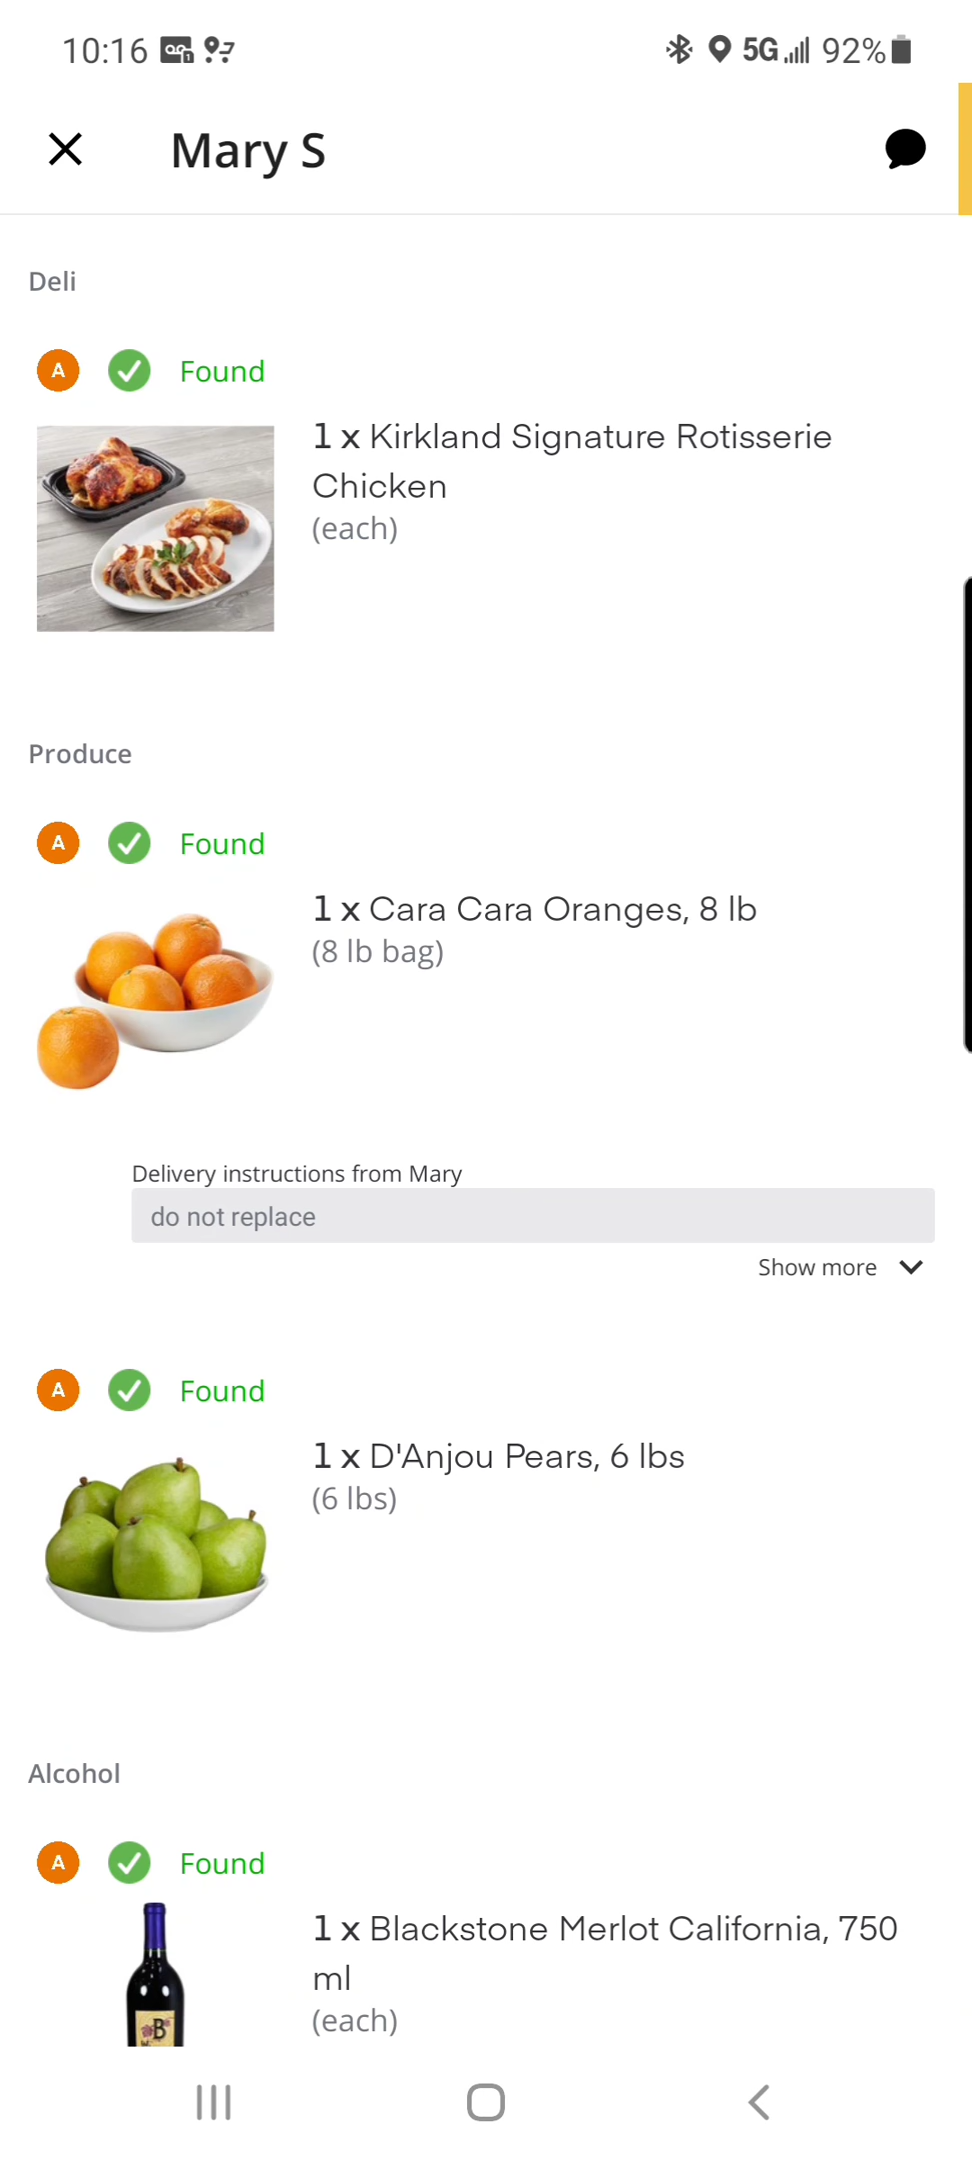 10:16
5G 92%
Mary S
Deli
A Found
1 x Kirkland Signature Rotisserie
Chicken
(each)
Produce
A Found
1 x Cara Cara Oranges, 8 lb
(8 lb bag)
Delivery instructions from Mary
do not replace
Show more
A Found
1 x D'Anjou Pears, 6 lbs
(6 lbs)
Alcohol
A Found
1 x Blackstone Merlot California, 750
ml
(each)
B